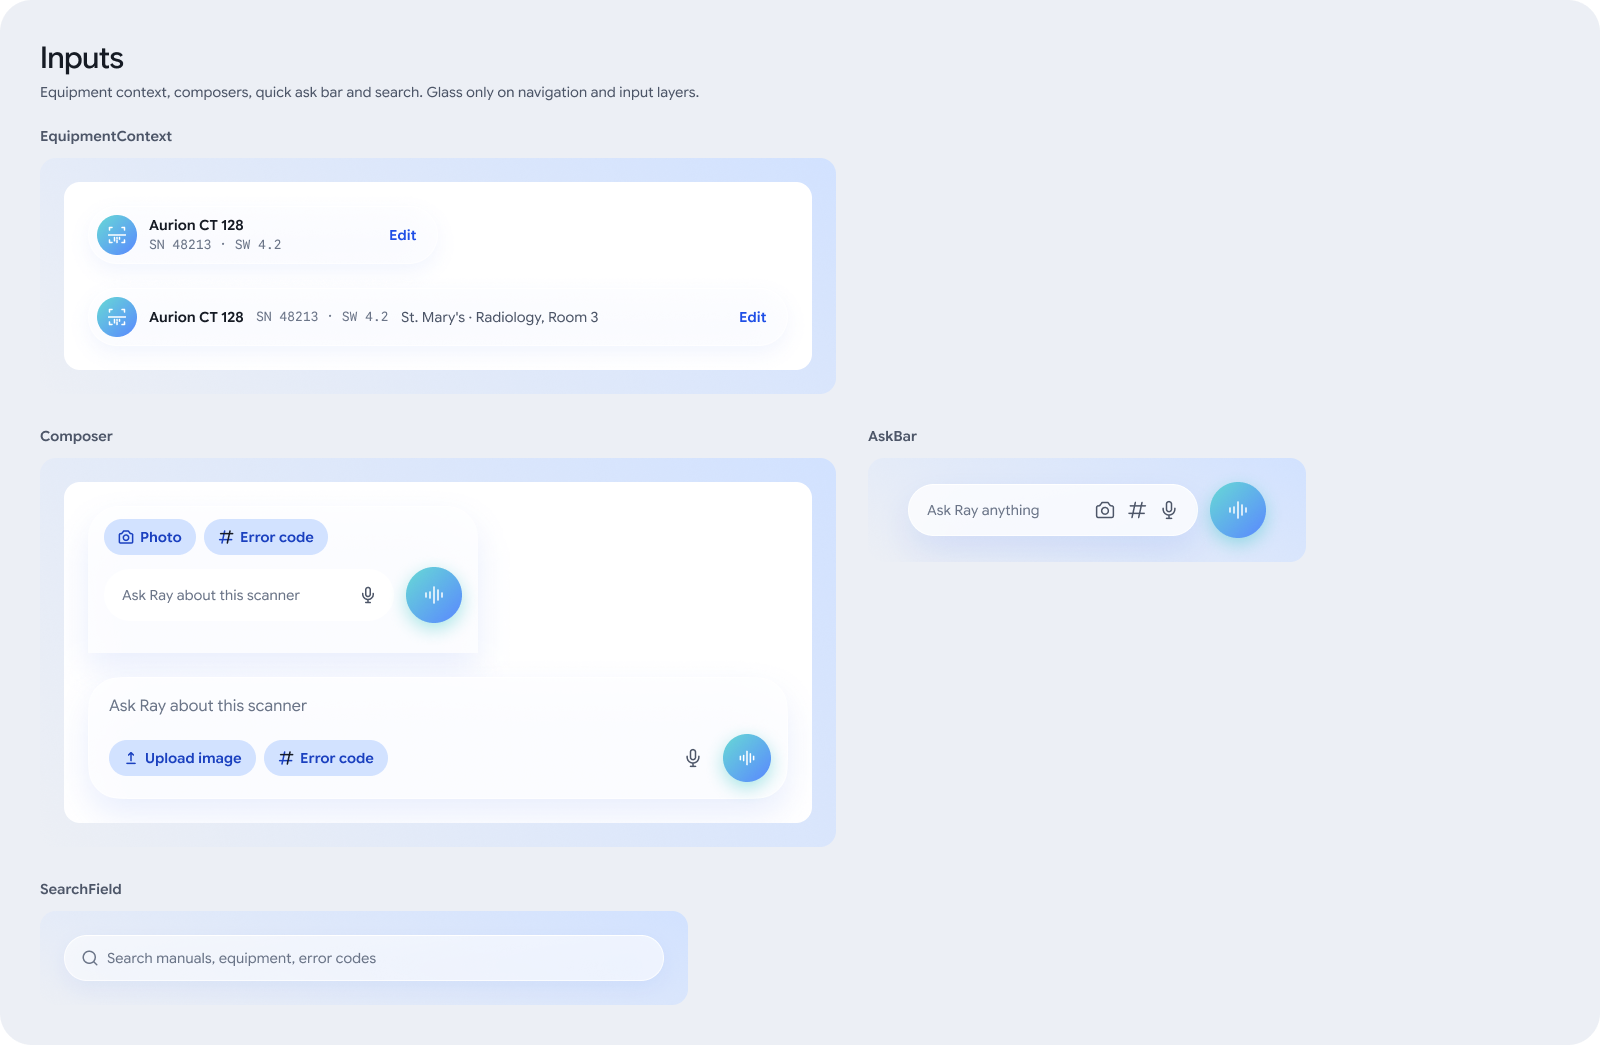 Inputs
Equipment context, composers, quick ask bar and search. Glass only on navigation and input layers.
EquipmentContext
Aurion CT 128
SN 48213 · SW 4.2
Edit
Aurion CT 128 SN 48213 · SW 4.2 St. Mary's · Radiology, Room 3 Edit
Composer
Photo # Error code
Ask Ray about this scanner
Ask Ray about this scanner
Upload image # Error code
AskBar
Ask Ray anything #
SearchField
Search manuals, equipment, error codes